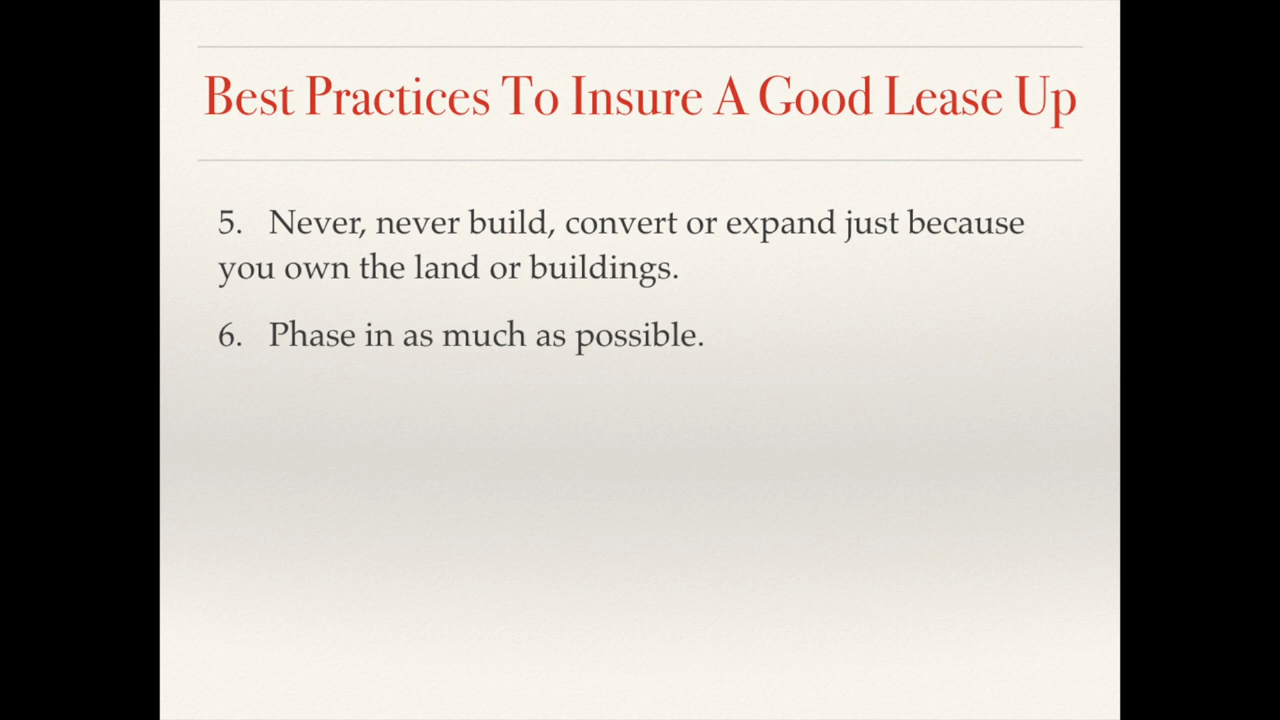 Best Practices To Insure A Good Lease Up
5. Never, never build, convert or expand just because
you own the land or buildings.
6. Phase in as much as possible.